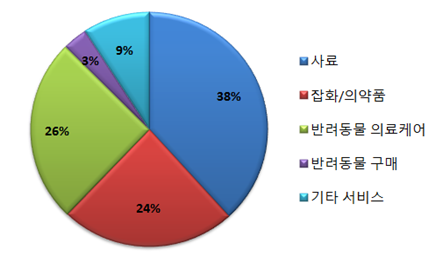 9%
3%
38%
26%
24%
사료
잡화/의약품
반려동물 의료케어
반려동물 구매
기타 서비스